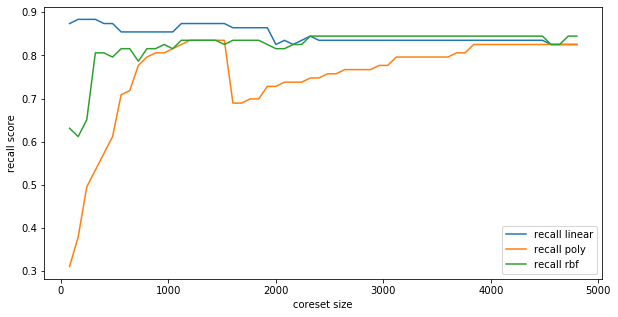 0.9
0.8
0.7
0.6
0.5
0.4
0.3
recall score
0
1000
2000
3000
4000
5000
coreset size
recall linear
recall poly
recall rbf